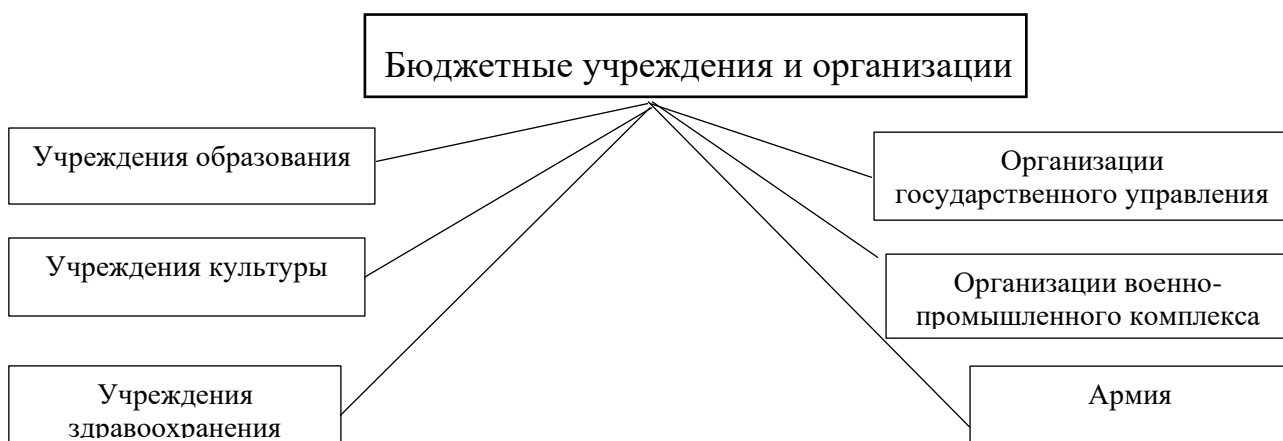 Бюджетные учреждения и организации
Учреждения образования
Организации
государственного управления
Учреждения культуры
Организации военно-
промышленного комплекса
Учреждения
здравоохранения
Армия